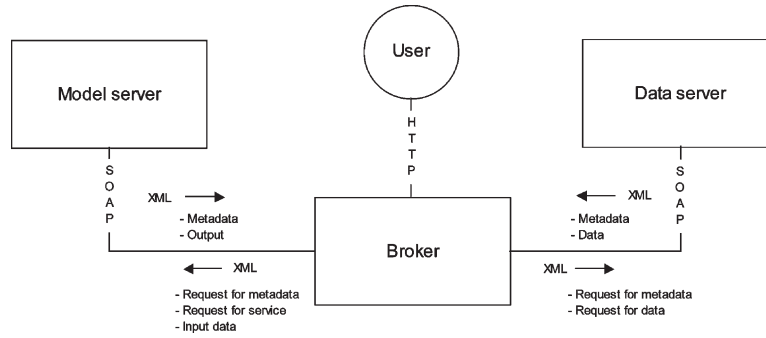 User
Model server
Data server
H
T
T
P
S
O
A
P
XML
- Metadata
- Output
S
O
A
P
XML
- Metadata
- Data
Broker
XML
- Request for metadata
- Request for service
- Input data
XML
- Request for metadata
- Request for data